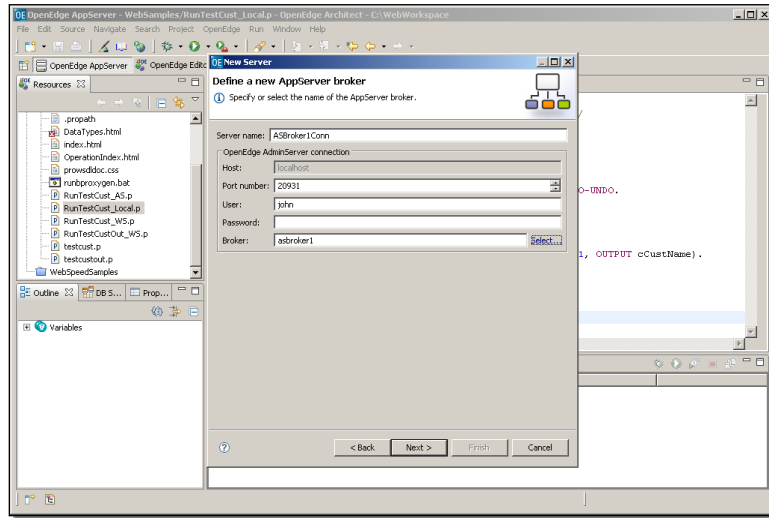 OpenEdge AppServer - WebSamples/RunTestCust_Local.p - OpenEdge Architect - C:\WebWorkspace
File Edit Source Navigate Search Project OpenEdge Run Window Help
OpenEdge AppServer OpenEdge Edito
Resources
.propath
DataTypes.html
index.html
OperationIndex.html
prowsdldoc.css
runbproxygen.bat
RunTestCust_AS.p
RunTestCust_Local.p
RunTestCust_WS.p
RunTestCustOut_WS.p
testcust.p
testcustout.p
WebSpeedSamples
Outline DB S... Prop...
Variables
New Server
Define a new AppServer broker
Specify or select the name of the AppServer broker.
Server name: ASBroker1Conn
OpenEdge AdminServer connection
Host: localhost
Port number: 20931
User: john
Password:
Broker: asbroker1 Select...
< Back Next > Finish Cancel
O-UNDO.
1, OUTPUT cCustName).